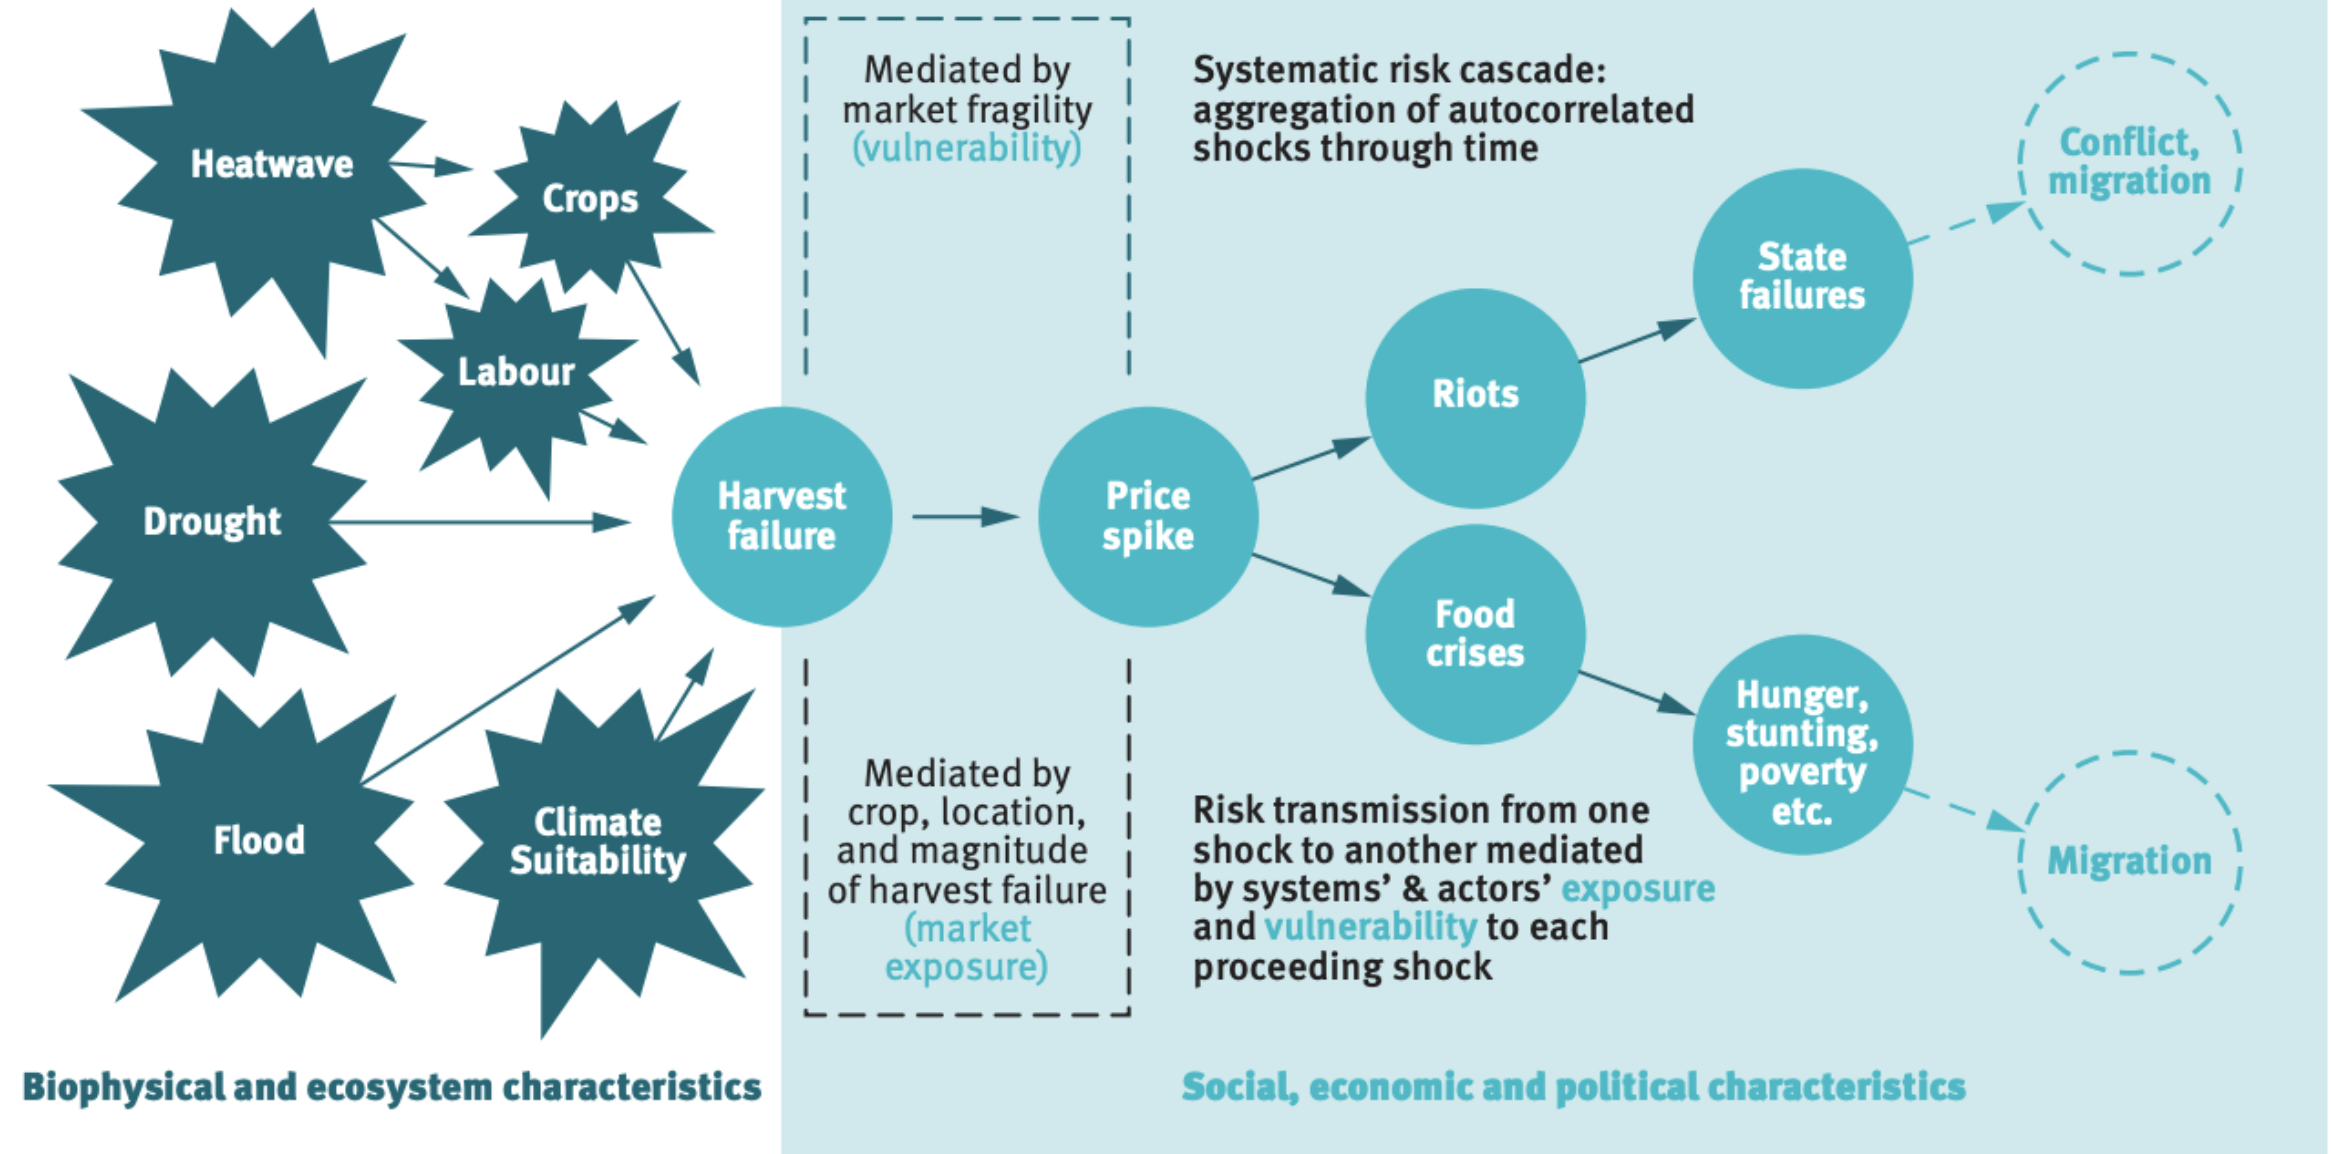 Heatwave
Crops
Labour
Drought
Flood
Climate
Suitability
Biophysical and ecosystem characteristics
Harvest
failure
Mediated by
market fragility
(vulnerability)
Mediated by
crop, location,
and magnitude
of harvest failure
(market
exposure)
Price
spike
Systematic risk cascade:
aggregation of autocorrelated
shocks through time
Riots
State
failures
Conflict,
migration
Food
crises
Hunger,
stunting,
poverty
etc.
Migration
Risk transmission from one
shock to another mediated
by systems’ & actors’ exposure
and vulnerability to each
proceeding shock
Social, economic and political characteristics